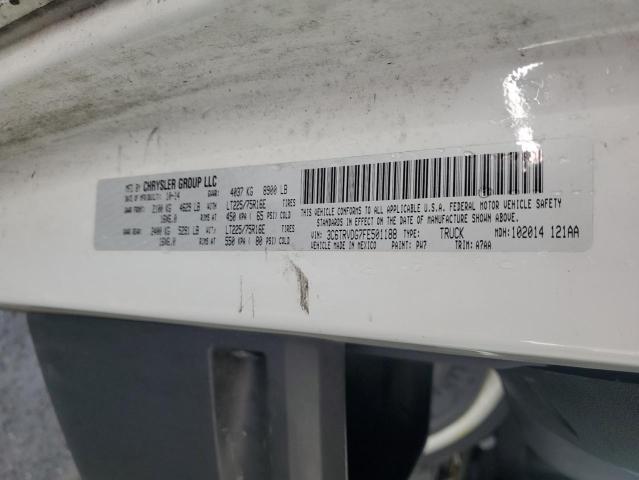 MFD BY CHRYSLER GROUP LLC
DATE OF MFR 10-14 GVWR: 4037 KG 8900 LB
GAWR FRONT: 2100 KG 4629 LB WITH LT225/75R16E TIRES
16X6.0 RIMS AT 450 KPA ( 65 PSI) COLD
GAWR REAR: 2400 KG 5291 LB WITH LT225/75R16E TIRES
16X6.0 RIMS AT 550 KPA ( 80 PSI) COLD
THIS VEHICLE CONFORMS TO ALL APPLICABLE U.S.A. FEDERAL MOTOR VEHICLE SAFETY
STANDARDS IN EFFECT ON THE DATE OF MANUFACTURE SHOWN ABOVE.
VIN: 3C6TRVDG7FE501188 TYPE: TRUCK MDH: 102014 121AA
VEHICLE MADE IN MEXICO PAINT: PW7 TRIM: A7AA